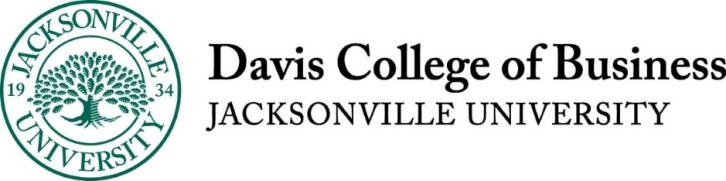 JACKSONVILLE
19 34
UNIVERSITY
Davis College of Business
JACKSONVILLE UNIVERSITY